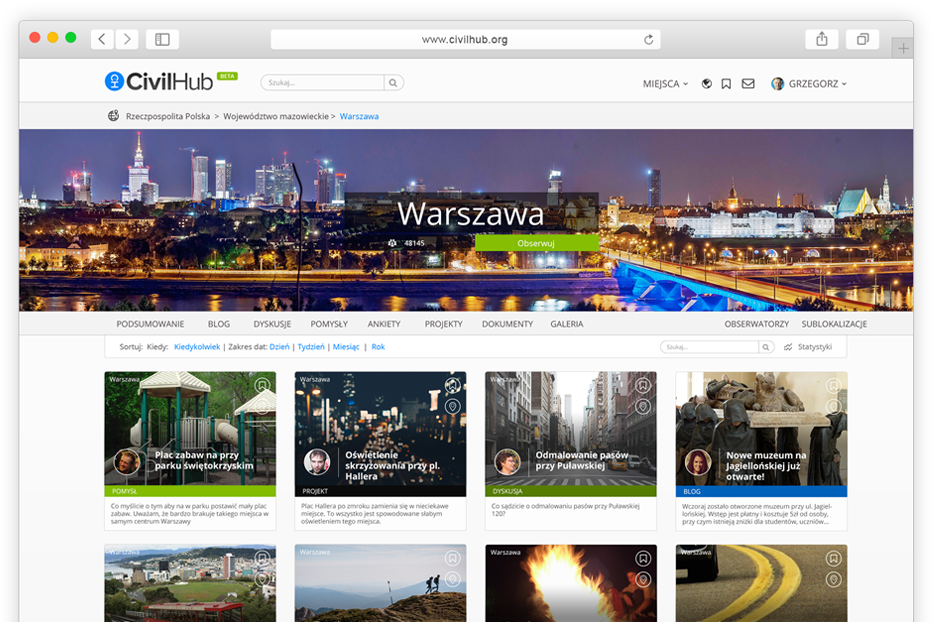 www.civilhub.org
CivilHub BETA
Szukaj...
MIEJSCA
GRZEGORZ
Rzeczpospolita Polska > Województwo mazowieckie > Warszawa
Warszawa
48145
Obserwuj
PODSUMOWANIE BLOG DYSKUSJE POMYSŁY ANKIETY PROJEKTY DOKUMENTY GALERIA OBSERWATORZY SUBLOKALIZACJE
Sortuj: Kiedy: Kiedykolwiek | Zakres dat: Dzień | Tydzień | Miesiąc | Rok
Szukaj...
Statystyki
Warszawa
Plac zabaw na przy
parku świętokrzyskim
POMYSŁ
Co myślicie o tym aby na w parku postawić mały plac
zabaw. Uważam, że bardzo brakuje takiego miejsca w
samym centrum Warszawy
Warszawa
Oświetlenie
skrzyżowania przy pl.
Hallera
PROJEKT
Plac Hallera po zmroku zamienia się w nieciekawe
miejsce. To wszystko jest spowodowane słabym
oświetleniem tego miejsca.
Warszawa
Odmalowanie pasów
przy Puławskiej
DYSKUSJA
Co sądzicie o odmalowaniu pasów przy Puławskiej
120?
Warszawa
Nowe muzeum na
Jagiellońskiej już
otwarte!
BLOG
Wczoraj zostało otworzone muzeum przy ul. Jagiel-
lońskiej. Wstęp jest płatny i kosztuje 5zł od osoby,
przy czym istnieją zniżki dla studentów, uczniów...
Warszawa
Warszawa
Warszawa
Warszawa